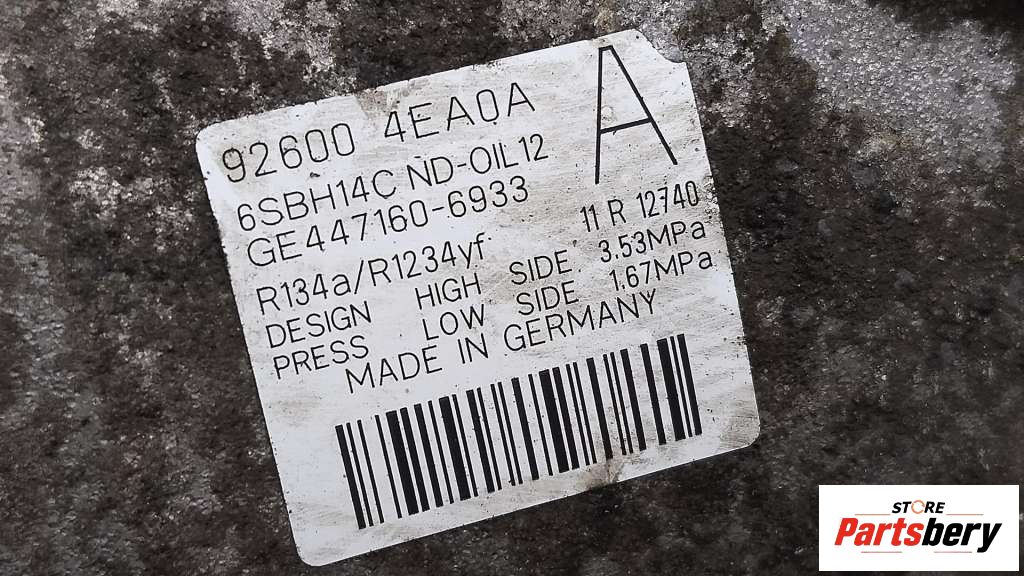 92600 4EA0A
A
6SBH14C ND-OIL12
GE447160-6933
11 R 12740
R134a/R1234yf
DESIGN HIGH SIDE 3.53MPa
PRESS LOW SIDE 1.67MPa
MADE IN GERMANY
STORE
Partsbery